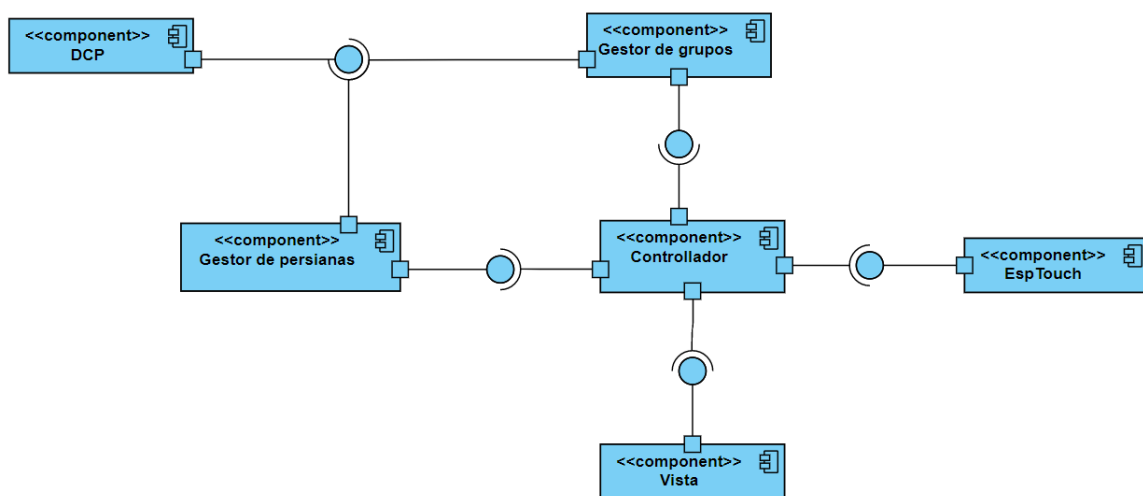 <<component>>
DCP
<<component>>
Gestor de grupos
<<component>>
Gestor de persianas
<<component>>
Controllador
<<component>>
EspTouch
<<component>>
Vista